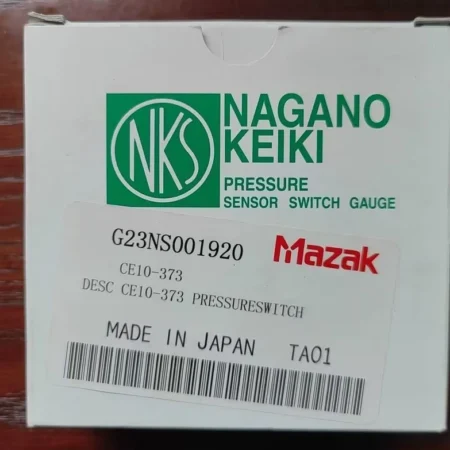 NKS
NAGANO
KEIKI
PRESSURE
SENSOR SWITCH GAUGE
G23NS001920 Mazak
CE10-373
DESC CE10-373 PRESSURESWITCH
MADE IN JAPAN TA01